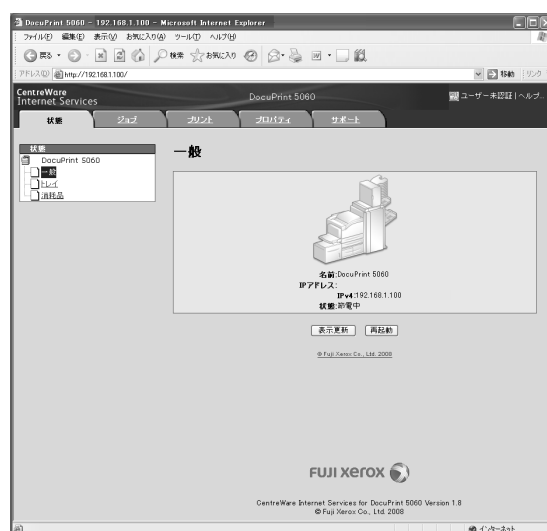 DocuPrint 5060 - 192.168.1.100 - Microsoft Internet Explorer
ファイル(F) 編集(E) 表示(V) お気に入り(A) ツール(T) ヘルプ(H)
戻る 検索 お気に入り
アドレス(D) http://192.168.1.100/ 移動 リンク
CentreWare
Internet Services
DocuPrint 5060
ユーザー未認証 | ヘルプ...
状態 ジョブ プリント プロパティ サポート
状態
DocuPrint 5060
一般
トレイ
消耗品
一般
名前:DocuPrint 5060
IPアドレス:
IPv4:192.168.1.100
状態:節電中
表示更新 再起動
© Fuji Xerox Co., Ltd. 2008
FUJI XEROX
CentreWare Internet Services for DocuPrint 5060 Version 1.8
© Fuji Xerox Co., Ltd. 2008
インターネット